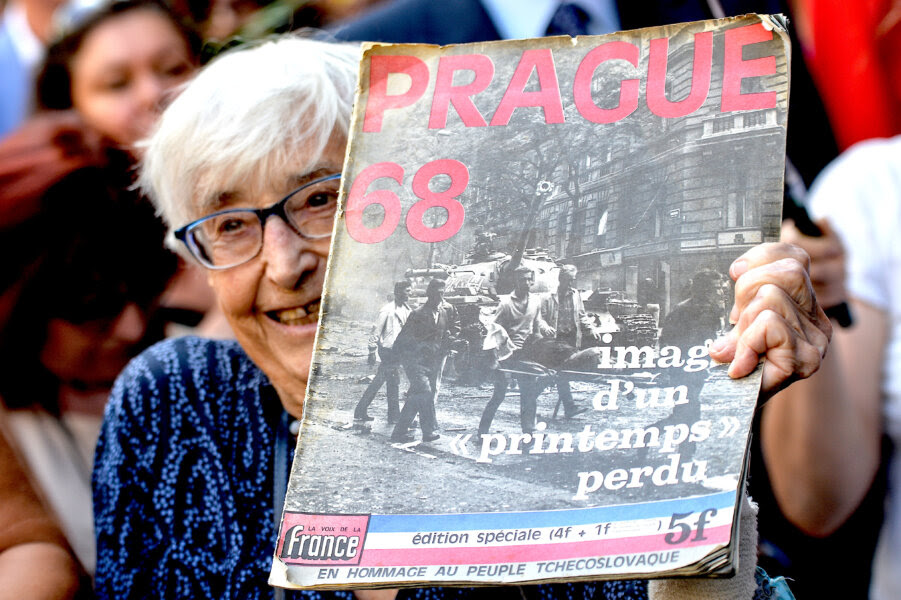 PRAGUE
68
imag
d'un
« printemps »
perdu
LA VOIX DE LA
france
édition spéciale (4f + 1f
) 5f
EN HOMMAGE AU PEUPLE TCHECOSLOVAQUE